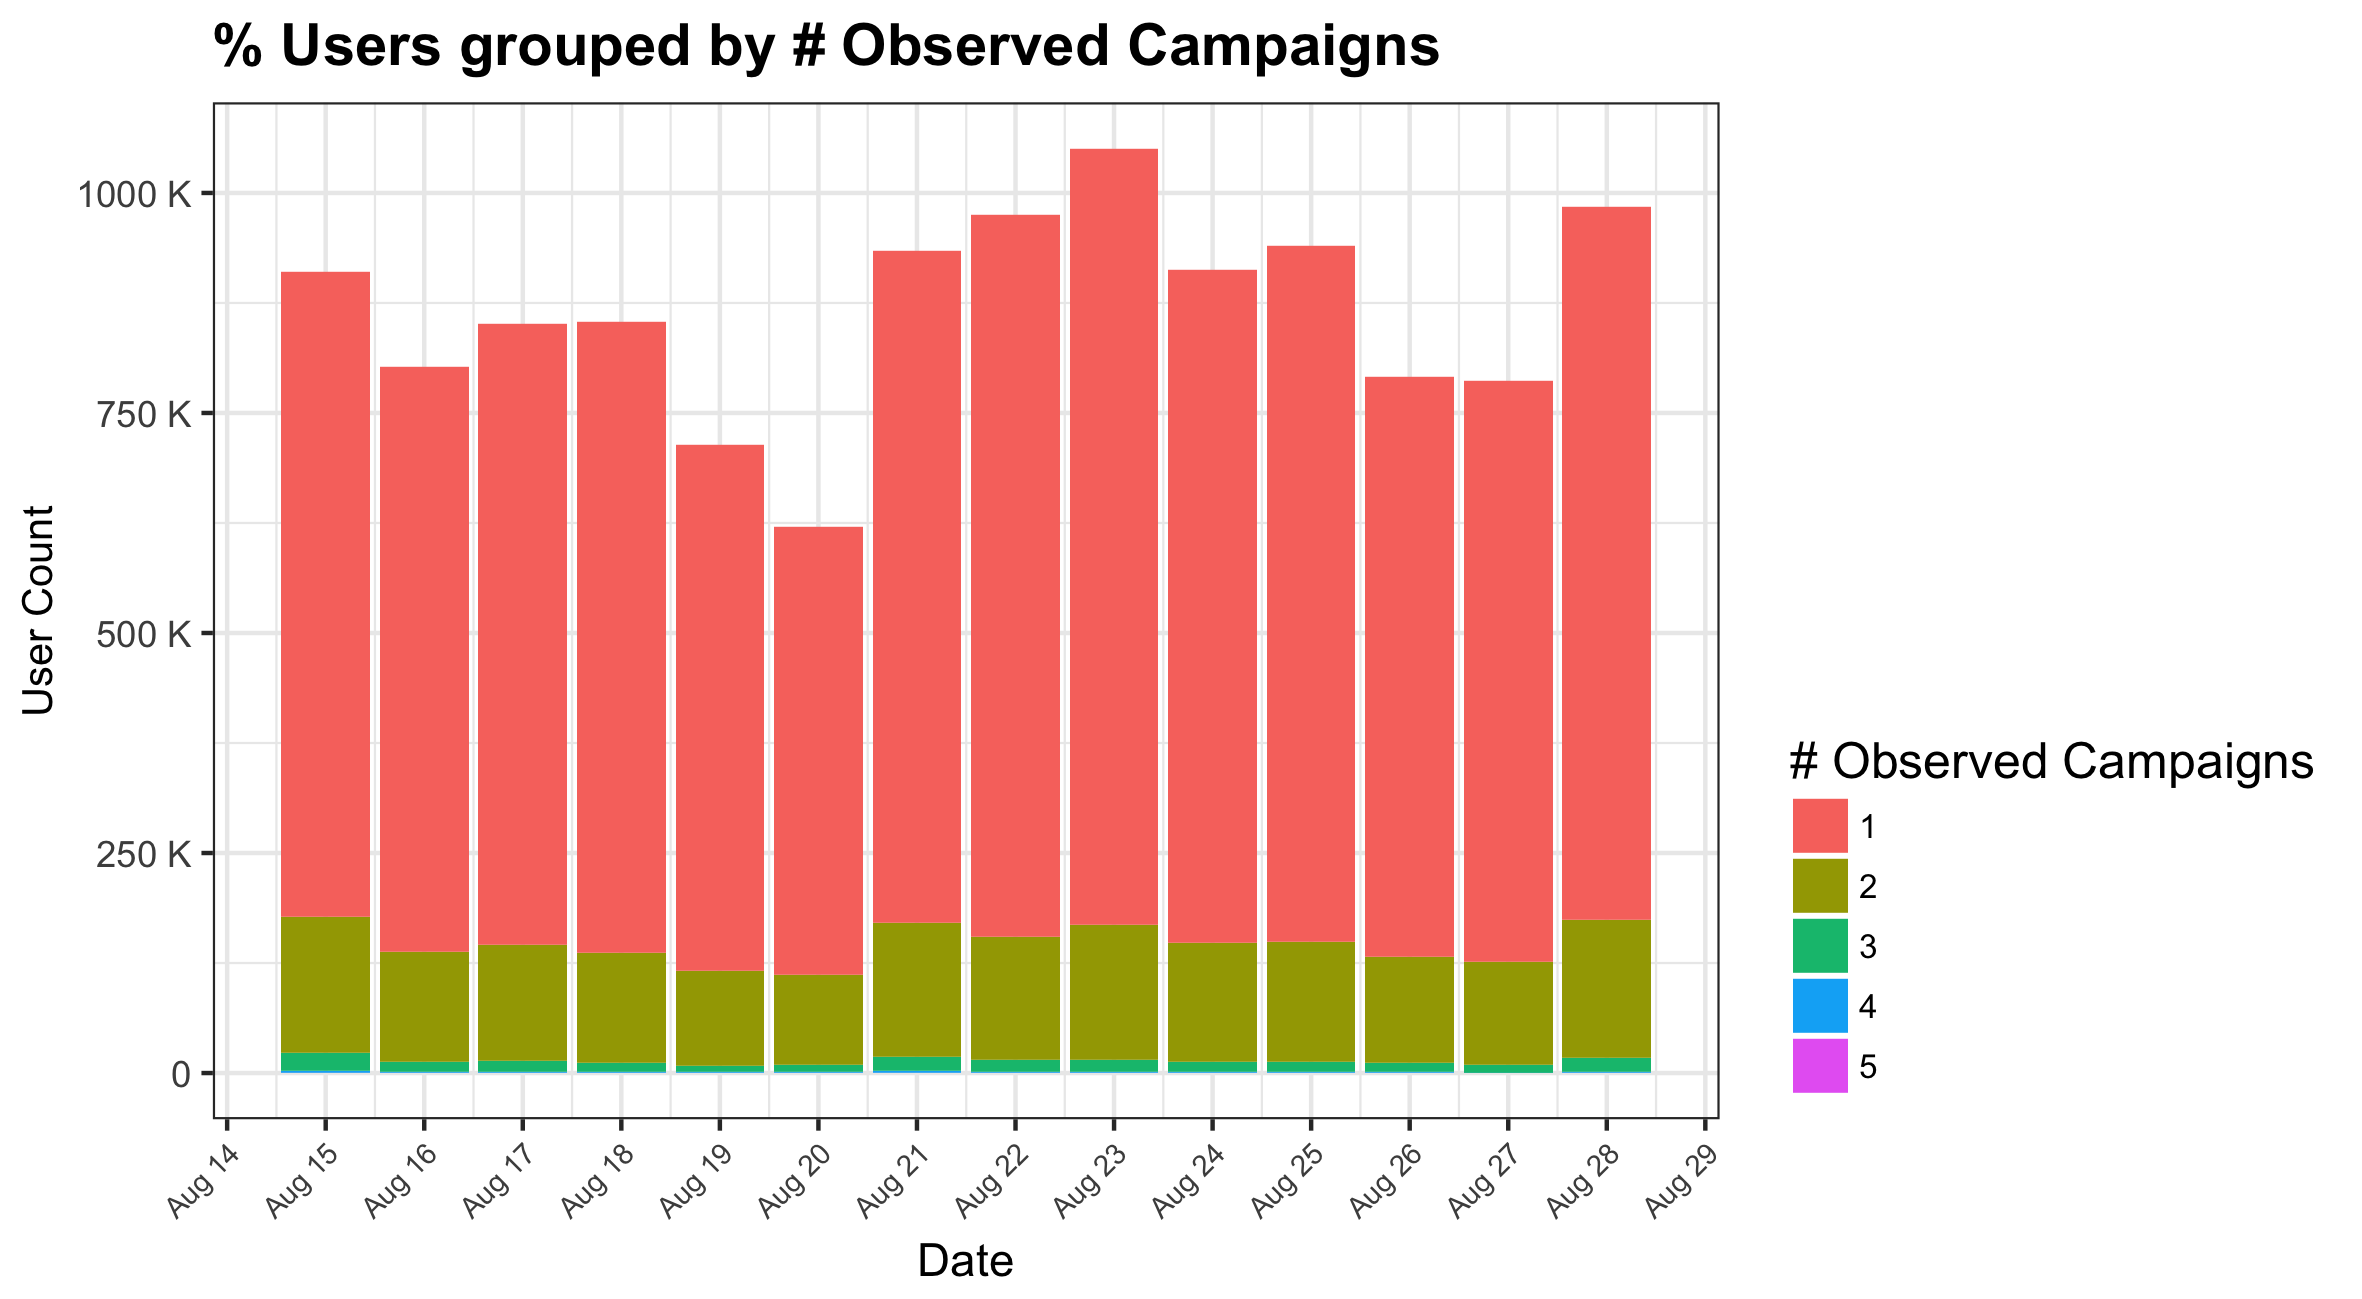 % Users grouped by # Observed Campaigns
User Count
1000 K
750 K
500 K
250 K
0
Aug 14
Aug 15
Aug 16
Aug 17
Aug 18
Aug 19
Aug 20
Aug 21
Aug 22
Aug 23
Aug 24
Aug 25
Aug 26
Aug 27
Aug 28
Aug 29
Date
# Observed Campaigns
1
2
3
4
5